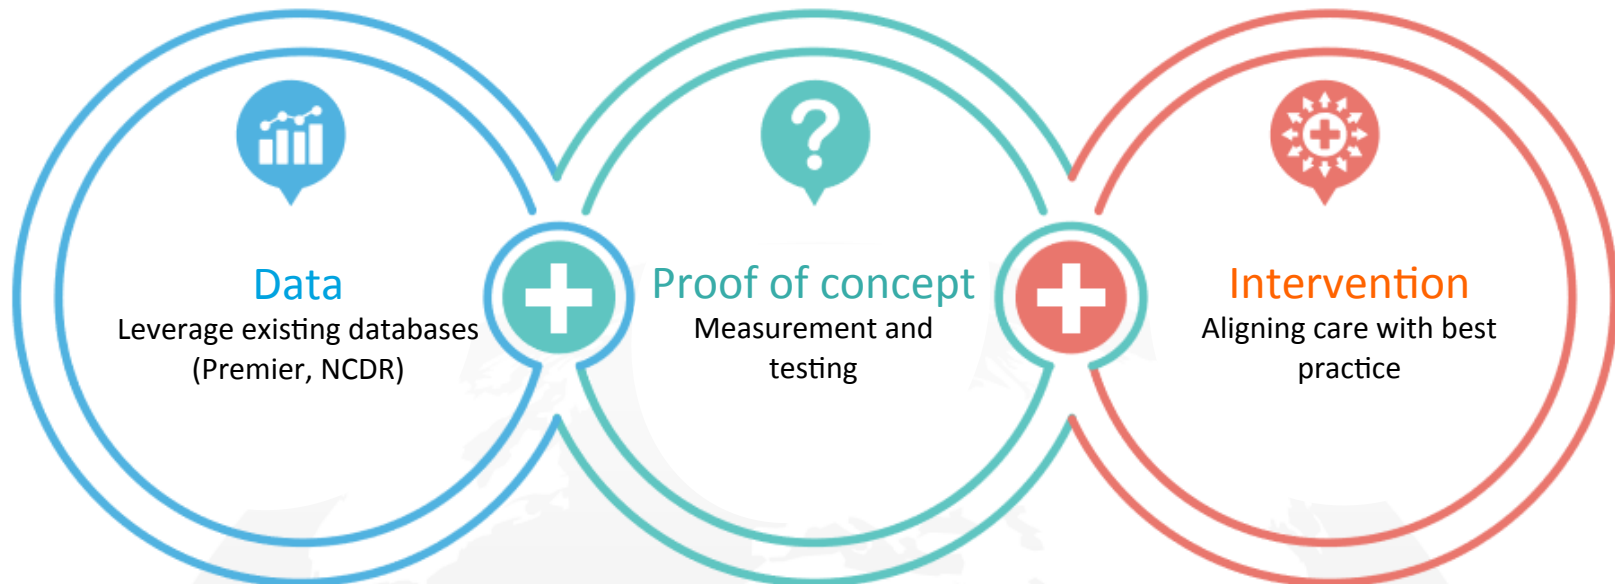 Data
Leverage existing databases
(Premier, NCDR)
Proof of concept
Measurement and
testing
Intervention
Aligning care with best
practice